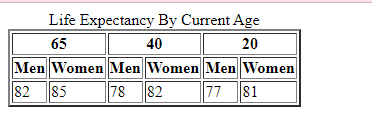 Life Expectancy By Current Age
65 40 20
Men Women Men Women Men Women
82 85 78 82 77 81